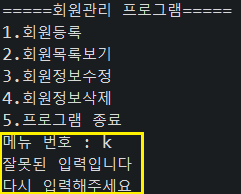 =====회원관리 프로그램=====
1.회원등록
2.회원목록보기
3.회원정보수정
4.회원정보삭제
5.프로그램 종료
메뉴 번호 : k
잘못된 입력입니다
다시 입력해주세요